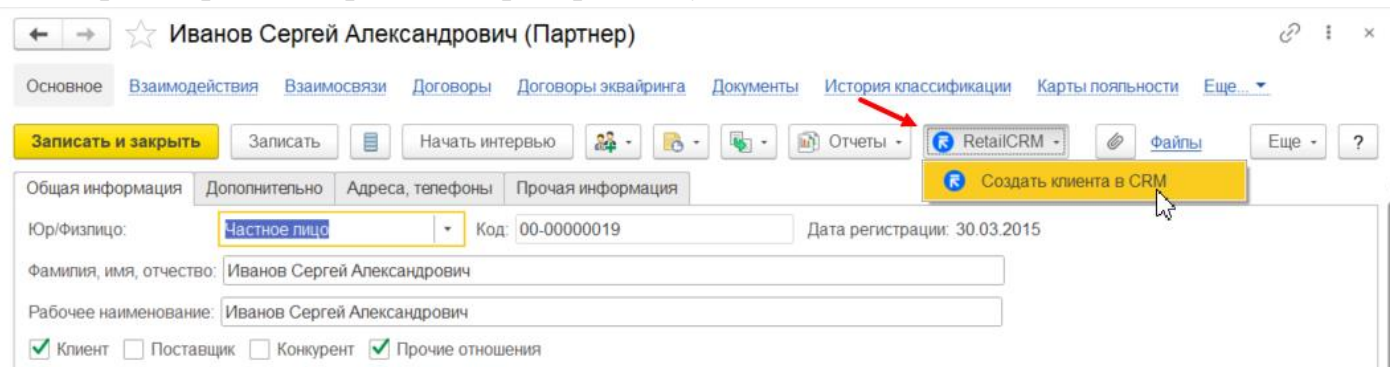 Иванов Сергей Александрович (Партнер)
Основное Взаимодействия Взаимосвязи Договоры Договоры эквайринга Документы История классификации Карты лояльности Еще...
Записать и закрыть Записать Начать интервью Отчеты RetailCRM Файлы Еще ?
Создать клиента в CRM
Общая информация Дополнительно Адреса, телефоны Прочая информация
Юр/Физлицо: Частное лицо Код: 00-00000019 Дата регистрации: 30.03.2015
Фамилия, имя, отчество: Иванов Сергей Александрович
Рабочее наименование: Иванов Сергей Александрович
Клиент Поставщик Конкурент Прочие отношения